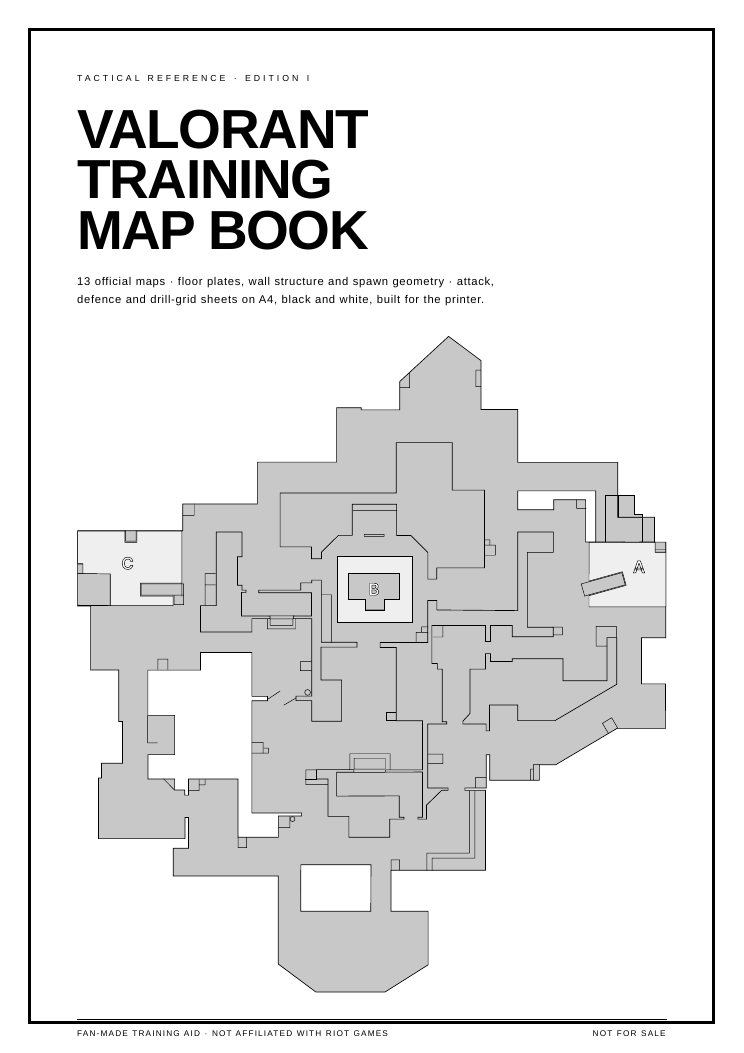 TACTICAL REFERENCE · EDITION I
VALORANT
TRAINING
MAP BOOK
13 official maps · floor plates, wall structure and spawn geometry · attack,
defence and drill-grid sheets on A4, black and white, built for the printer.
C
B
A
FAN-MADE TRAINING AID · NOT AFFILIATED WITH RIOT GAMES
NOT FOR SALE